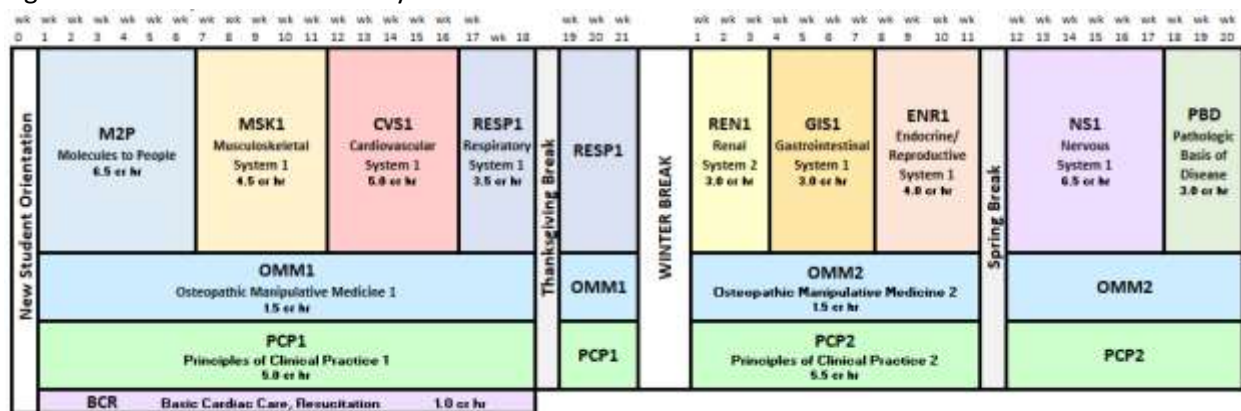 wk wk wk wk wk wk wk wk wk wk wk wk wk wk wk wk wk wk wk wk wk wk wk wk wk wk wk wk wk wk wk wk wk wk wk wk wk wk wk wk
0 1 2 3 4 5 6 7 8 9 10 11 12 13 14 15 16 17 wk 18 19 20 21 1 2 3 4 5 6 7 8 9 10 11 12 13 14 15 16 17 18 19 20
New Student Orientation
M2P
Molecules to People
6.5 cr hr
MSK1
Musculoskeletal
System 1
4.5 cr hr
CVS1
Cardiovascular
System 1
5.0 cr hr
RESP1
Respiratory
System 1
3.5 cr hr
Thanksgiving Break
RESP1
WINTER BREAK
REN1
Renal
System 2
3.0 cr hr
GIS1
Gastrointestinal
System 1
3.0 cr hr
ENR1
Endocrine/
Reproductive
System 1
4.0 cr hr
Spring Break
NS1
Nervous
System 1
6.5 cr hr
PBD
Pathologic
Basis of
Disease
3.0 cr hr
OMM1
Osteopathic Manipulative Medicine 1
1.5 cr hr
OMM1
OMM2
Osteopathic Manipulative Medicine 2
1.5 cr hr
OMM2
PCP1
Principles of Clinical Practice 1
5.0 cr hr
PCP1
PCP2
Principles of Clinical Practice 2
5.5 cr hr
PCP2
BCR Basic Cardiac Care, Resucitation 1.0 cr hr